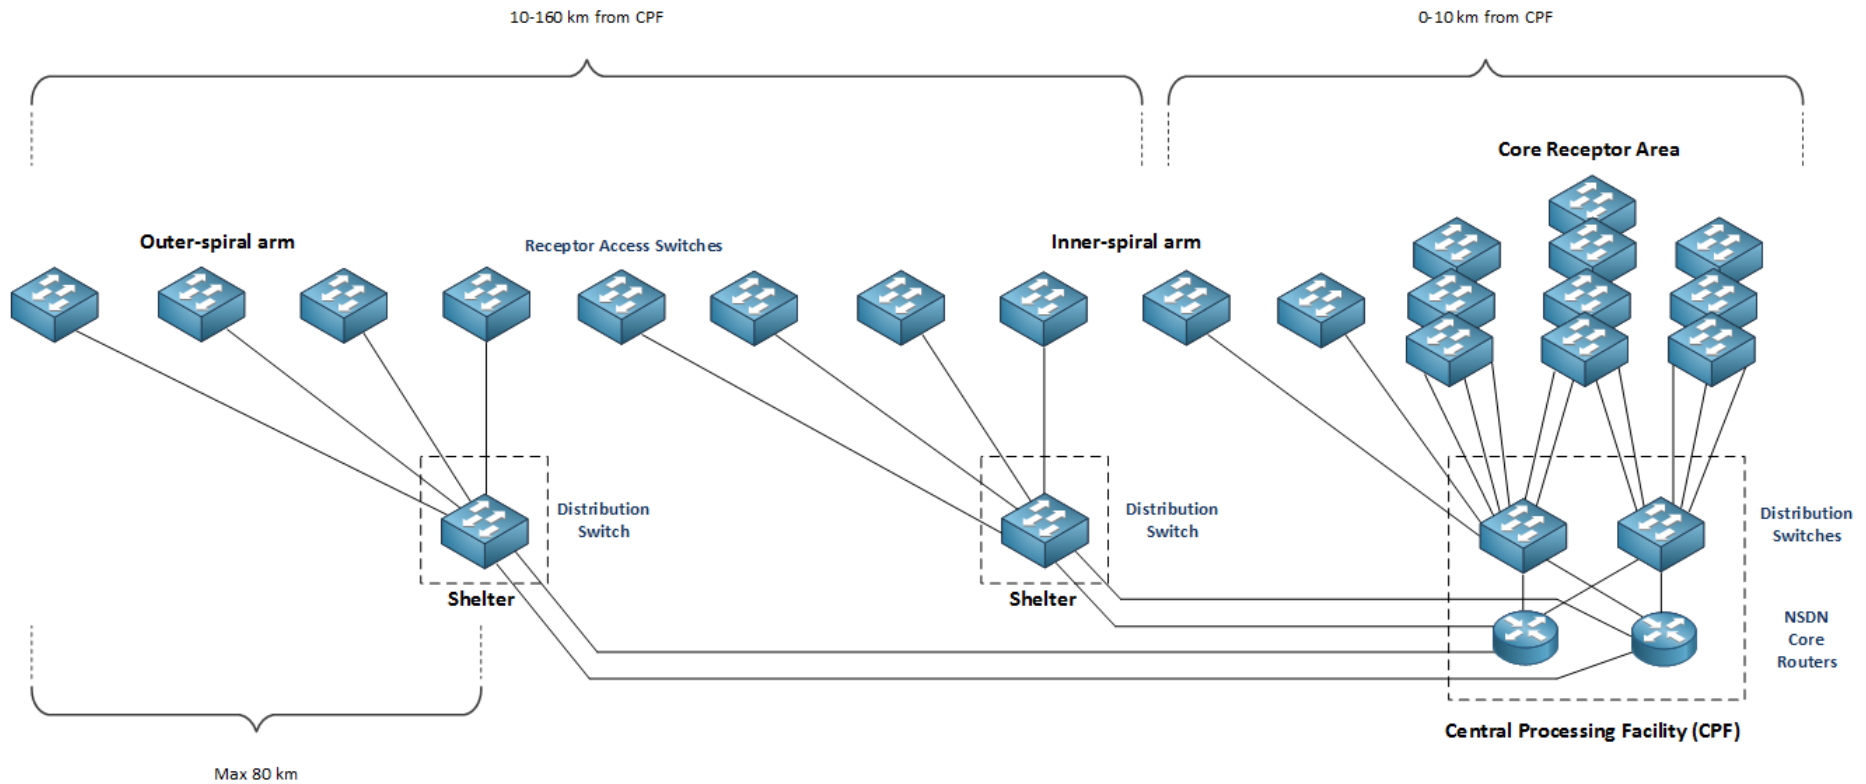 10-160 km from CPF
0-10 km from CPF
Core Receptor Area
Outer-spiral arm
Receptor Access Switches
Inner-spiral arm
Distribution
Switch
Distribution
Switch
Distribution
Switches
Shelter
Shelter
NSDN
Core
Routers
Central Processing Facility (CPF)
Max 80 km